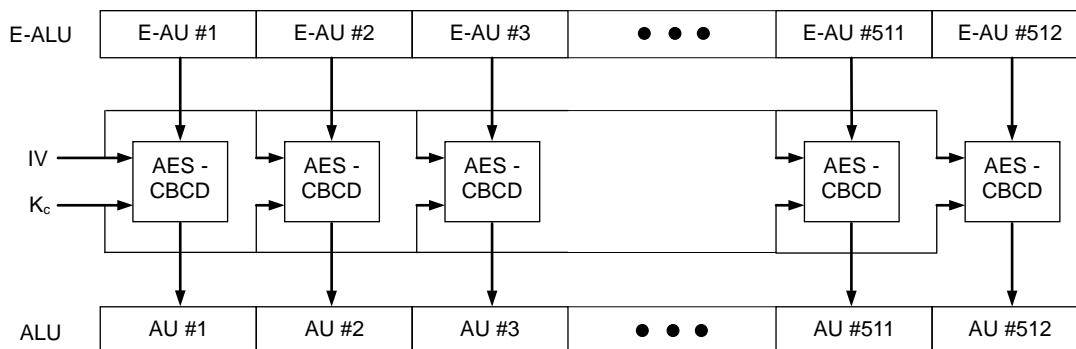 E-ALU
E-AU #1
E-AU #2
E-AU #3
E-AU #511
E-AU #512
IV
Kc
AES -
CBCD
AES -
CBCD
AES -
CBCD
AES -
CBCD
AES -
CBCD
ALU
AU #1
AU #2
AU #3
AU #511
AU #512